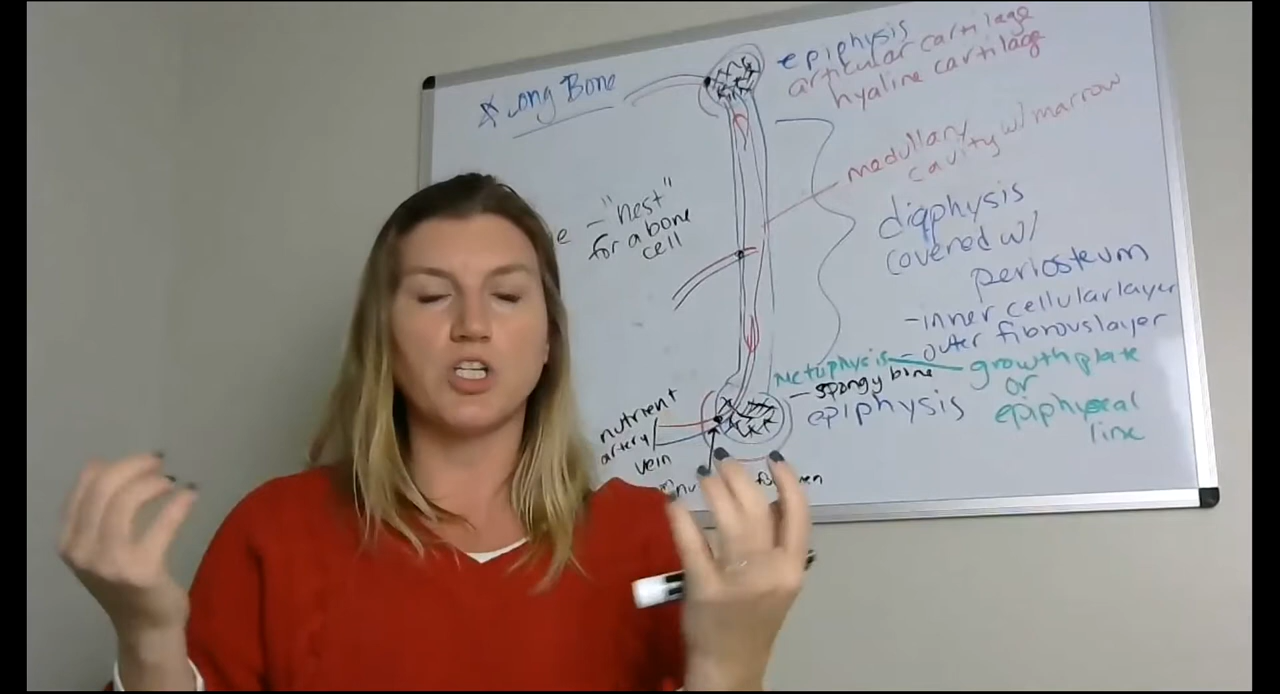 Long Bone
epiphysis
articular cartilage
hyaline cartilage
medullary
cavity w/ marrow
- "nest"
for a bone
cell
diaphysis
covered w/
periosteum
- inner cellular layer
- outer fibrous layer
metaphysis
growth plate
or
epiphyseal
line
- spongy bone
epiphysis
nutrient
artery/
vein